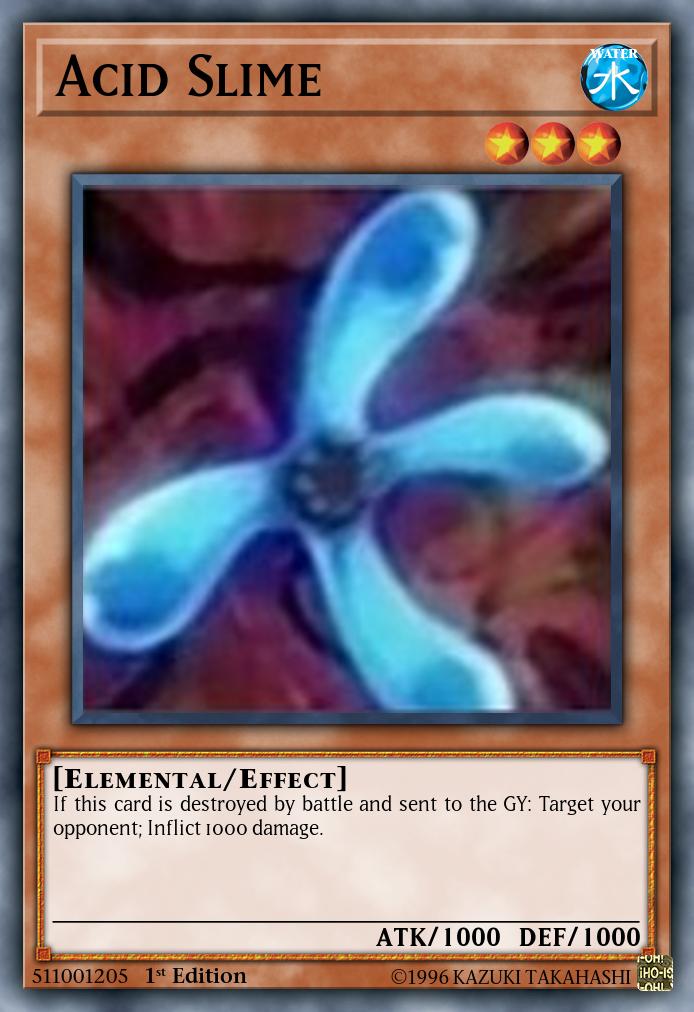 Acid Slime
WATER
水
[Elemental/Effect]
If this card is destroyed by battle and sent to the GY: Target your
opponent; Inflict 1000 damage.
ATK/1000 DEF/1000
511001205 1st Edition ©1996 KAZUKI TAKAHASHI